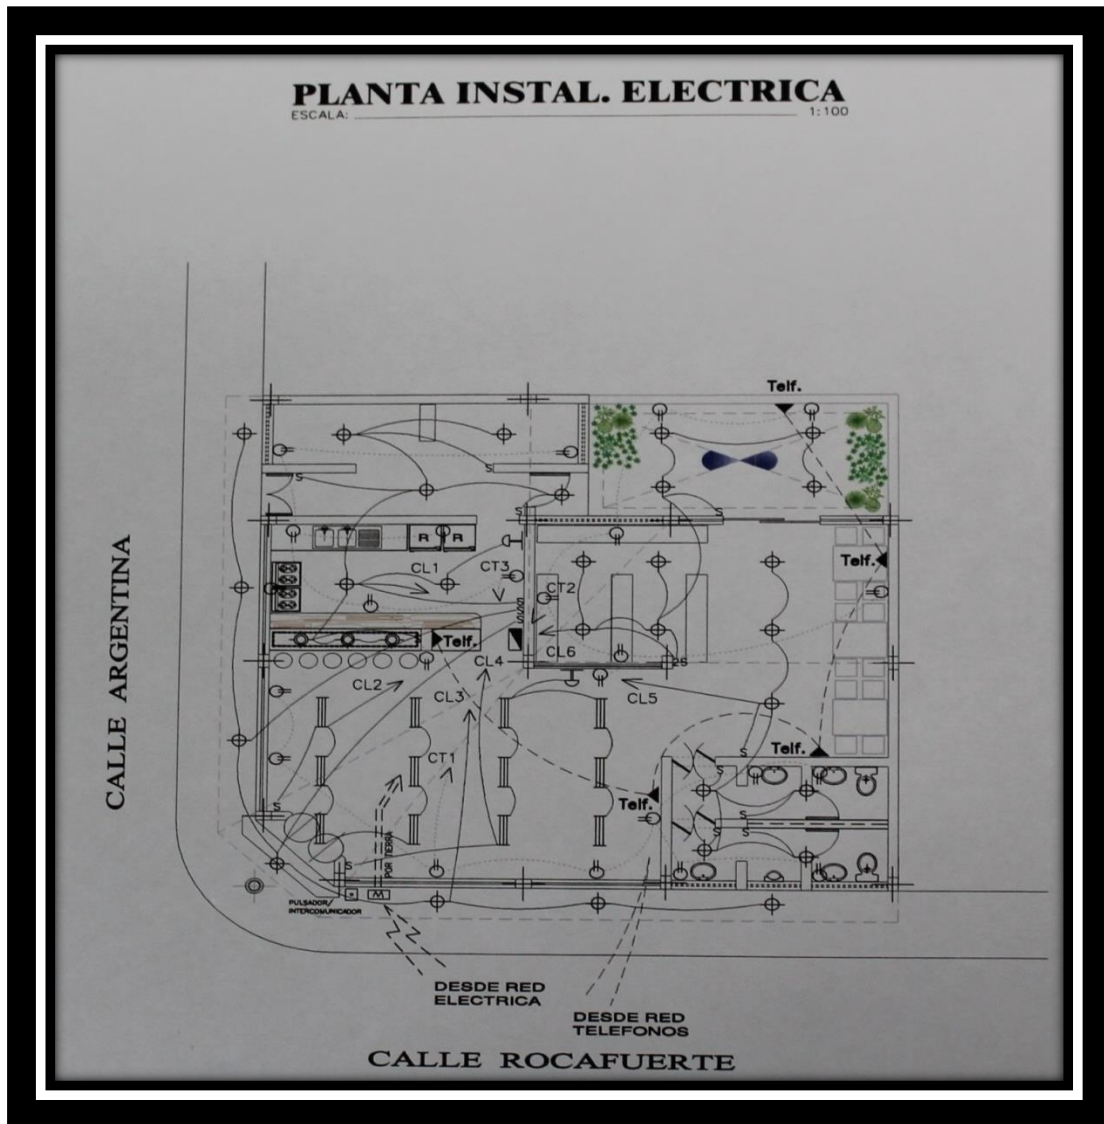 PLANTA INSTAL. ELECTRICA
ESCALA: 1:100
Telf.
R R
Telf.
CL1
CT3
CT2
Telf.
CL6
CL4
2S
CL2
CL3
CL5
CT1
Telf.
Telf.
POR TIERRA
CALLE ARGENTINA
PULSADOR/
INTERCOMUNICADOR
M
DESDE RED
ELECTRICA
DESDE RED
TELEFONOS
CALLE ROCAFUERTE